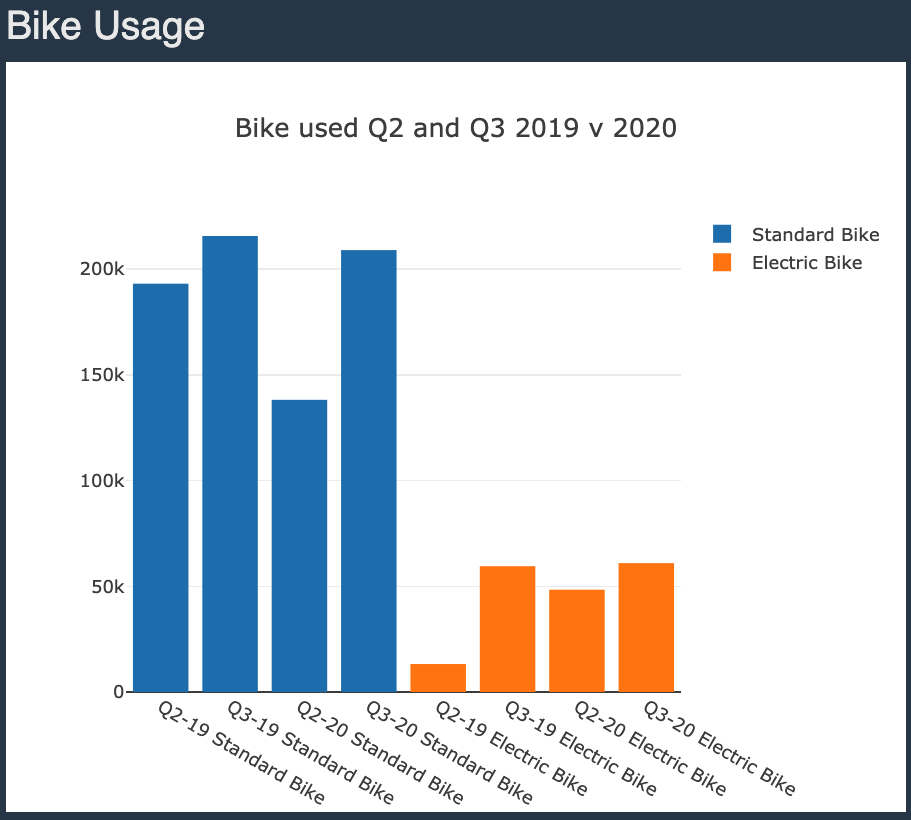 Bike Usage
Bike used Q2 and Q3 2019 v 2020
Standard Bike
Electric Bike
200k
150k
100k
50k
0
Q2-19 Standard Bike
Q3-19 Standard Bike
Q2-20 Standard Bike
Q3-20 Standard Bike
Q2-19 Electric Bike
Q3-19 Electric Bike
Q2-20 Electric Bike
Q3-20 Electric Bike